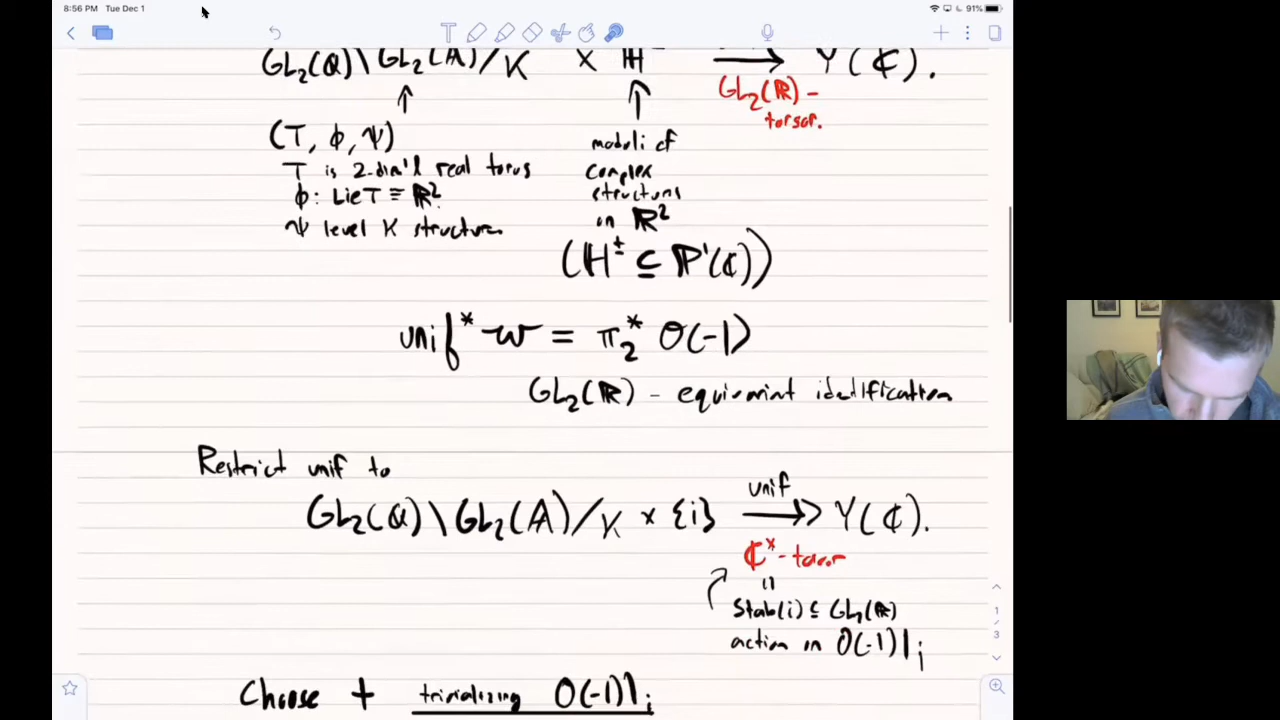 8:56 PM Tue Dec 1
91%
GL₂(Q)\GL₂(A)/K × H^± → Y(ℂ).
GL₂(ℝ) -
torsor.
(T, φ, ψ)
T is 2-dim'l real torus
φ: Lie T ≅ ℝ²
ψ level K structure
moduli of
complex
structures
on ℝ²
(H^± ⊆ P¹(ℂ))
unif* ω = π₂* O(-1)
GL₂(ℝ) - equivariant identification
Restrict unif to
GL₂(Q)\GL₂(A)/K × {i} unif → Y(ℂ).
ℂ^× - torsor
Stab(i) ⊆ GL₂(ℝ)
action on O(-1)|ᵢ
Choose t trivializing O(-1)|ᵢ
1
/
3